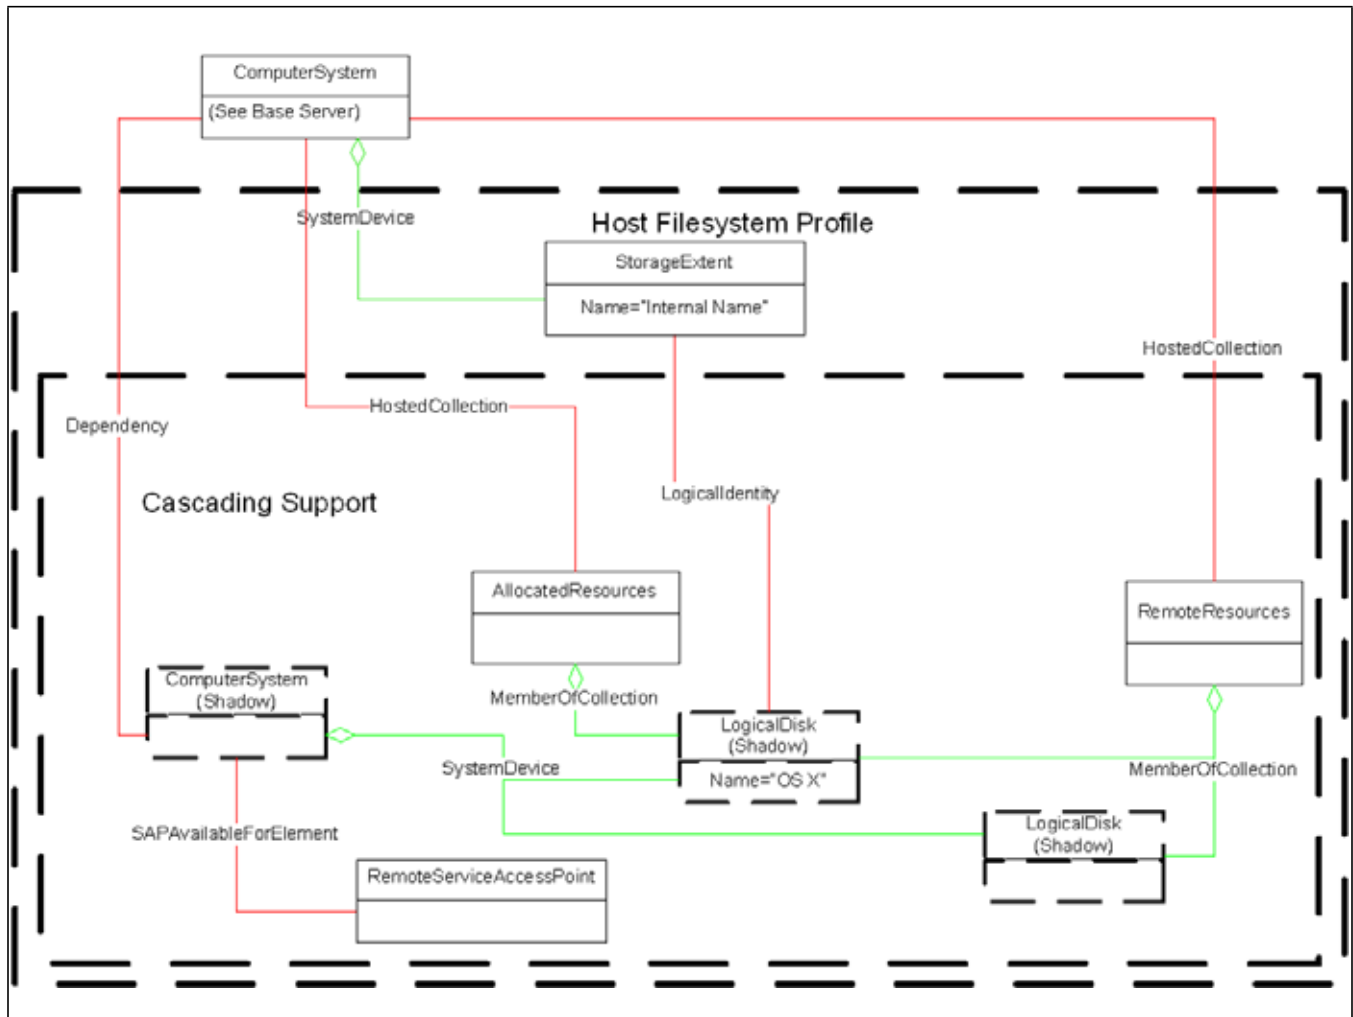 ComputerSystem
(See Base Server)
SystemDevice
Host Filesystem Profile
StorageExtent
Name="Internal Name"
HostedCollection
HostedCollection
Dependency
LogicalIdentity
Cascading Support
AllocatedResources
RemoteResources
ComputerSystem
(Shadow)
MemberOfCollection
LogicalDisk
(Shadow)
Name="OS X"
SystemDevice
MemberOfCollection
LogicalDisk
(Shadow)
SAPAvailableForElement
RemoteServiceAccessPoint